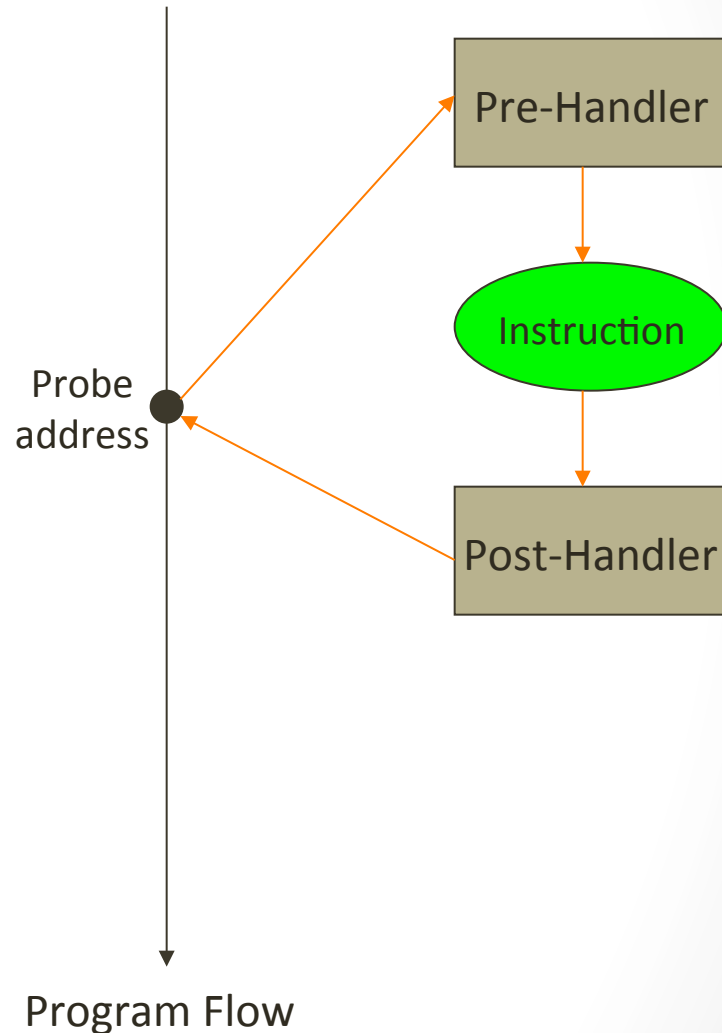 Pre-Handler
Instruction
Probe
address
Post-Handler
Program Flow